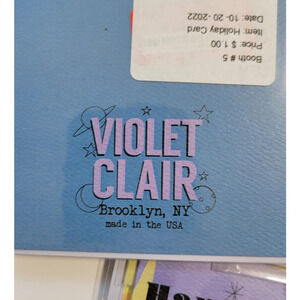 Booth # 5
Price: $ 1.00
Item: Holiday Card
Date: 10- 20 -2022
VIOLET
CLAIR
Brooklyn, NY
made in the USA